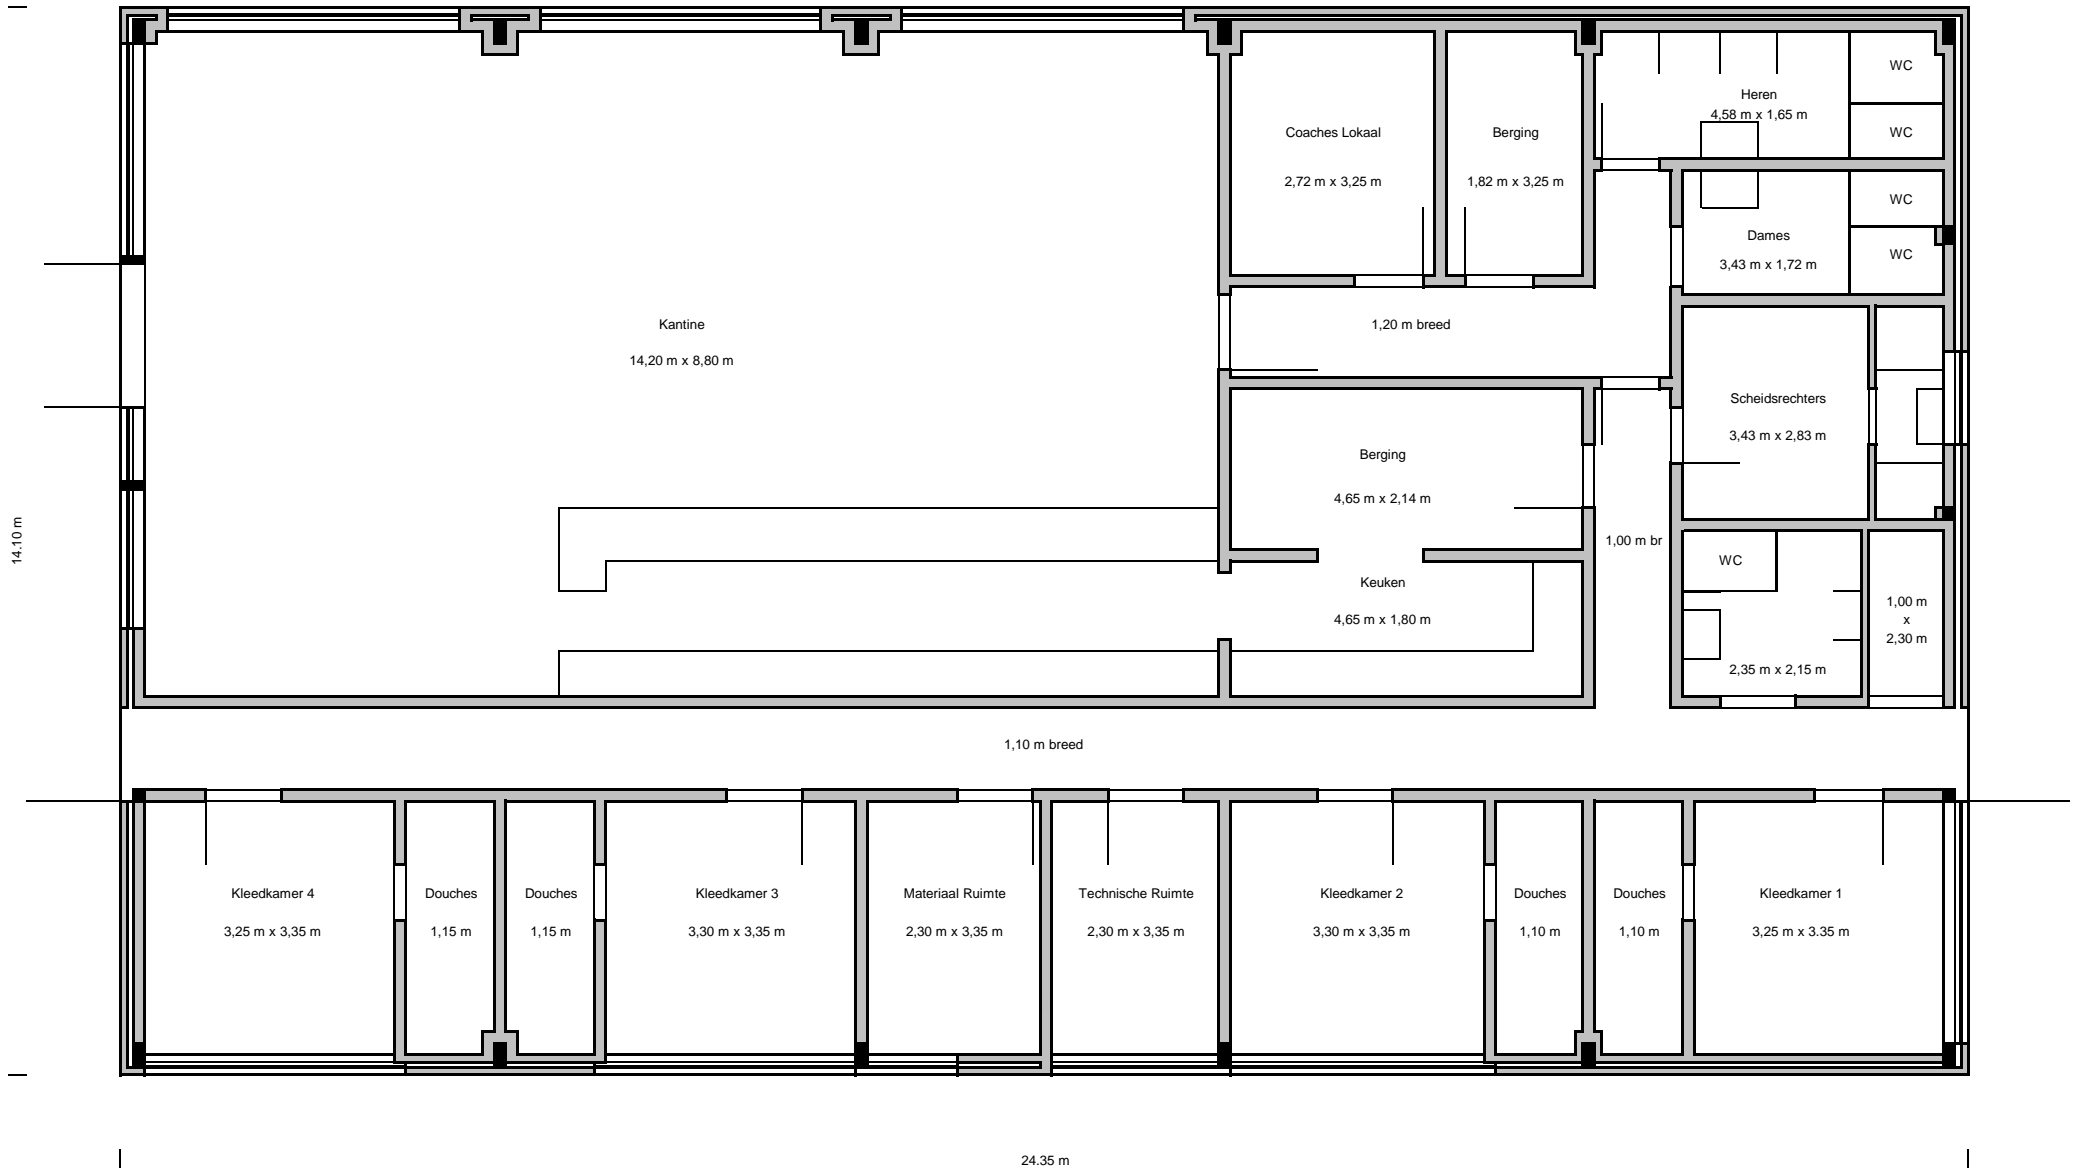 WC
Heren
4,58 m x 1,65 m
Coaches Lokaal
Berging
WC
2,72 m x 3,25 m
1,82 m x 3,25 m
WC
Dames
WC
3,43 m x 1,72 m
Kantine
1,20 m breed
14,20 m x 8,80 m
Scheidsrechters
3,43 m x 2,83 m
Berging
4,65 m x 2,14 m
14.10 m
1,00 m br
WC
Keuken
4,65 m x 1,80 m
1,00 m
x
2,30 m
2,35 m x 2,15 m
1,10 m breed
Kleedkamer 4
Douches
Douches
Kleedkamer 3
Materiaal Ruimte
Technische Ruimte
Kleedkamer 2
Douches
Douches
Kleedkamer 1
3,25 m x 3,35 m
1,15 m
1,15 m
3,30 m x 3,35 m
2,30 m x 3,35 m
2,30 m x 3,35 m
3,30 m x 3,35 m
1,10 m
1,10 m
3,25 m x 3.35 m
24.35 m